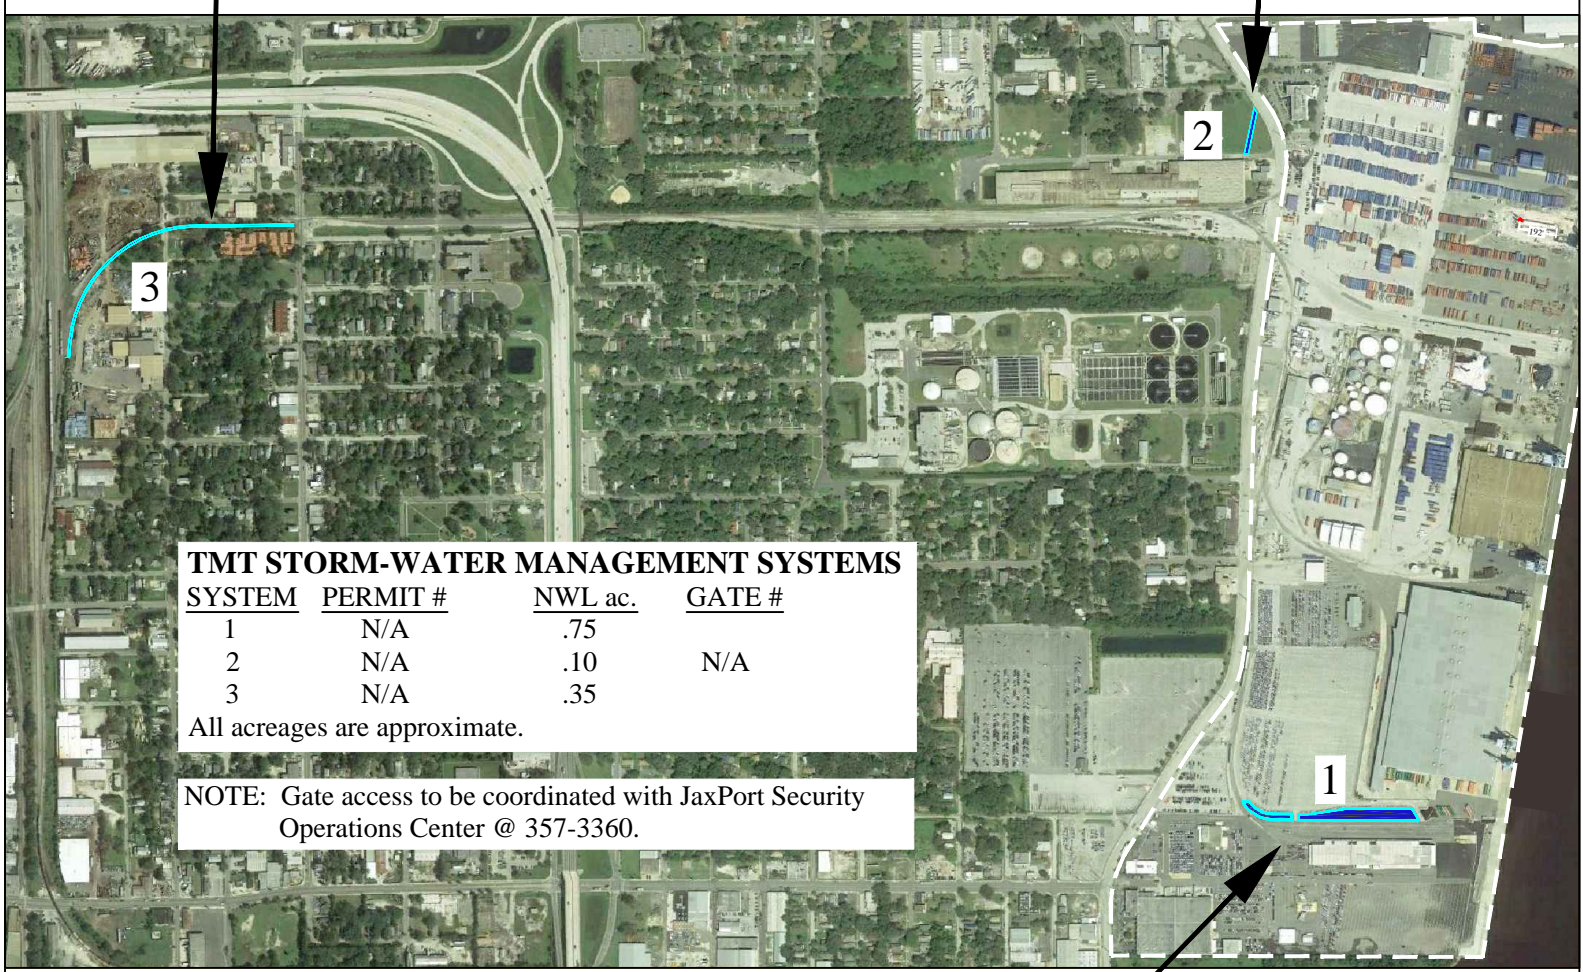 2
192
3
TMT STORM-WATER MANAGEMENT SYSTEMS
SYSTEM PERMIT # NWL ac. GATE #
1 N/A .75
2 N/A .10 N/A
3 N/A .35
All acreages are approximate.
NOTE: Gate access to be coordinated with JaxPort Security
Operations Center @ 357-3360.
1